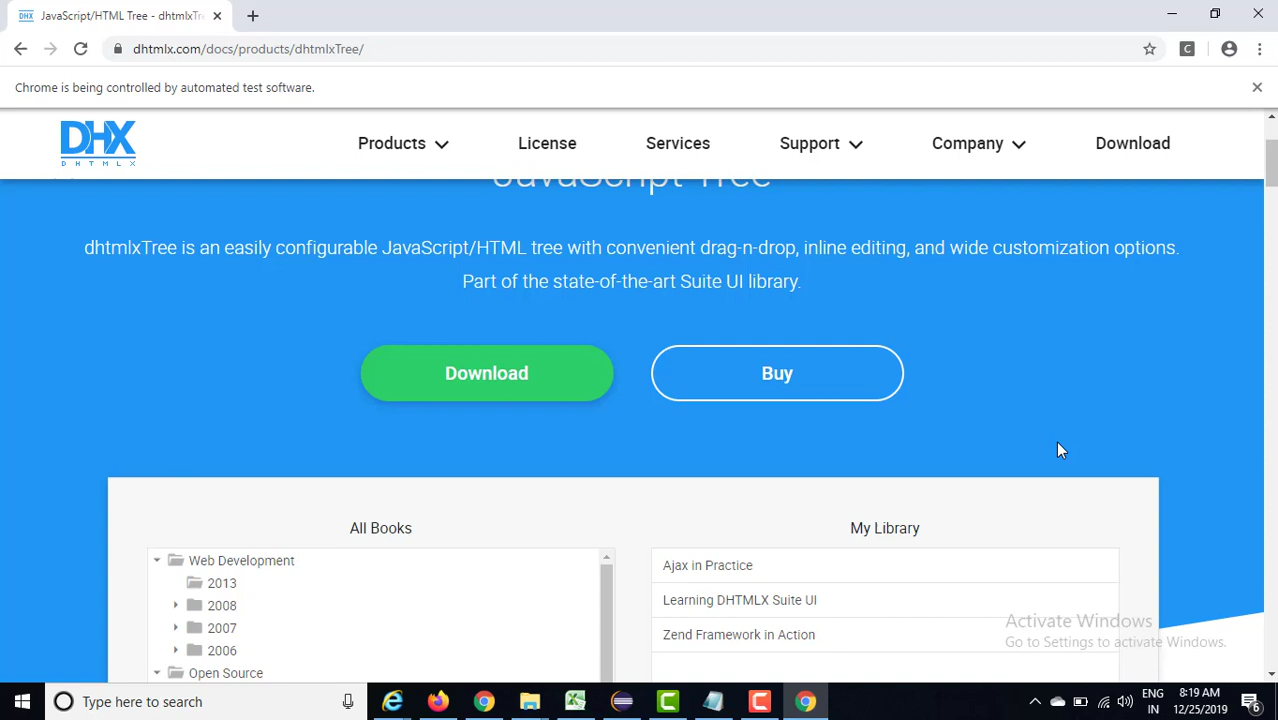 JavaScript/HTML Tree - dhtmlxTre
dhtmlx.com/docs/products/dhtmlxTree/
Chrome is being controlled by automated test software.
DHX
DHTMLX
Products
License
Services
Support
Company
Download
JavaScript Tree
dhtmlxTree is an easily configurable JavaScript/HTML tree with convenient drag-n-drop, inline editing, and wide customization options.
Part of the state-of-the-art Suite UI library.
Download
Buy
All Books
My Library
Web Development
2013
2008
2007
2006
Open Source
Ajax in Practice
Learning DHTMLX Suite UI
Zend Framework in Action
Activate Windows
Go to Settings to activate Windows.
Type here to search
ENG
IN
8:19 AM
12/25/2019
6